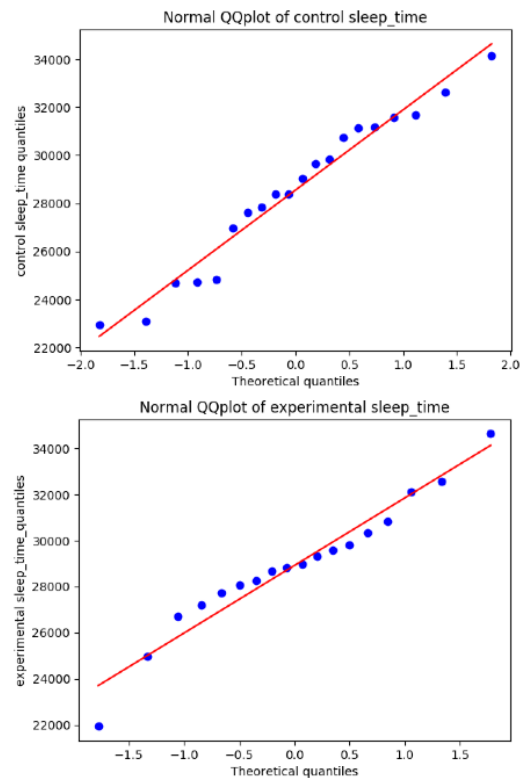 Normal QQplot of control sleep_time
control sleep_time quantiles
34000
32000
30000
28000
26000
24000
22000
−2.0 −1.5 −1.0 −0.5 0.0 0.5 1.0 1.5 2.0
Theoretical quantiles
Normal QQplot of experimental sleep_time
experimental sleep_time_quantiles
34000
32000
30000
28000
26000
24000
22000
−1.5 −1.0 −0.5 0.0 0.5 1.0 1.5
Theoretical quantiles